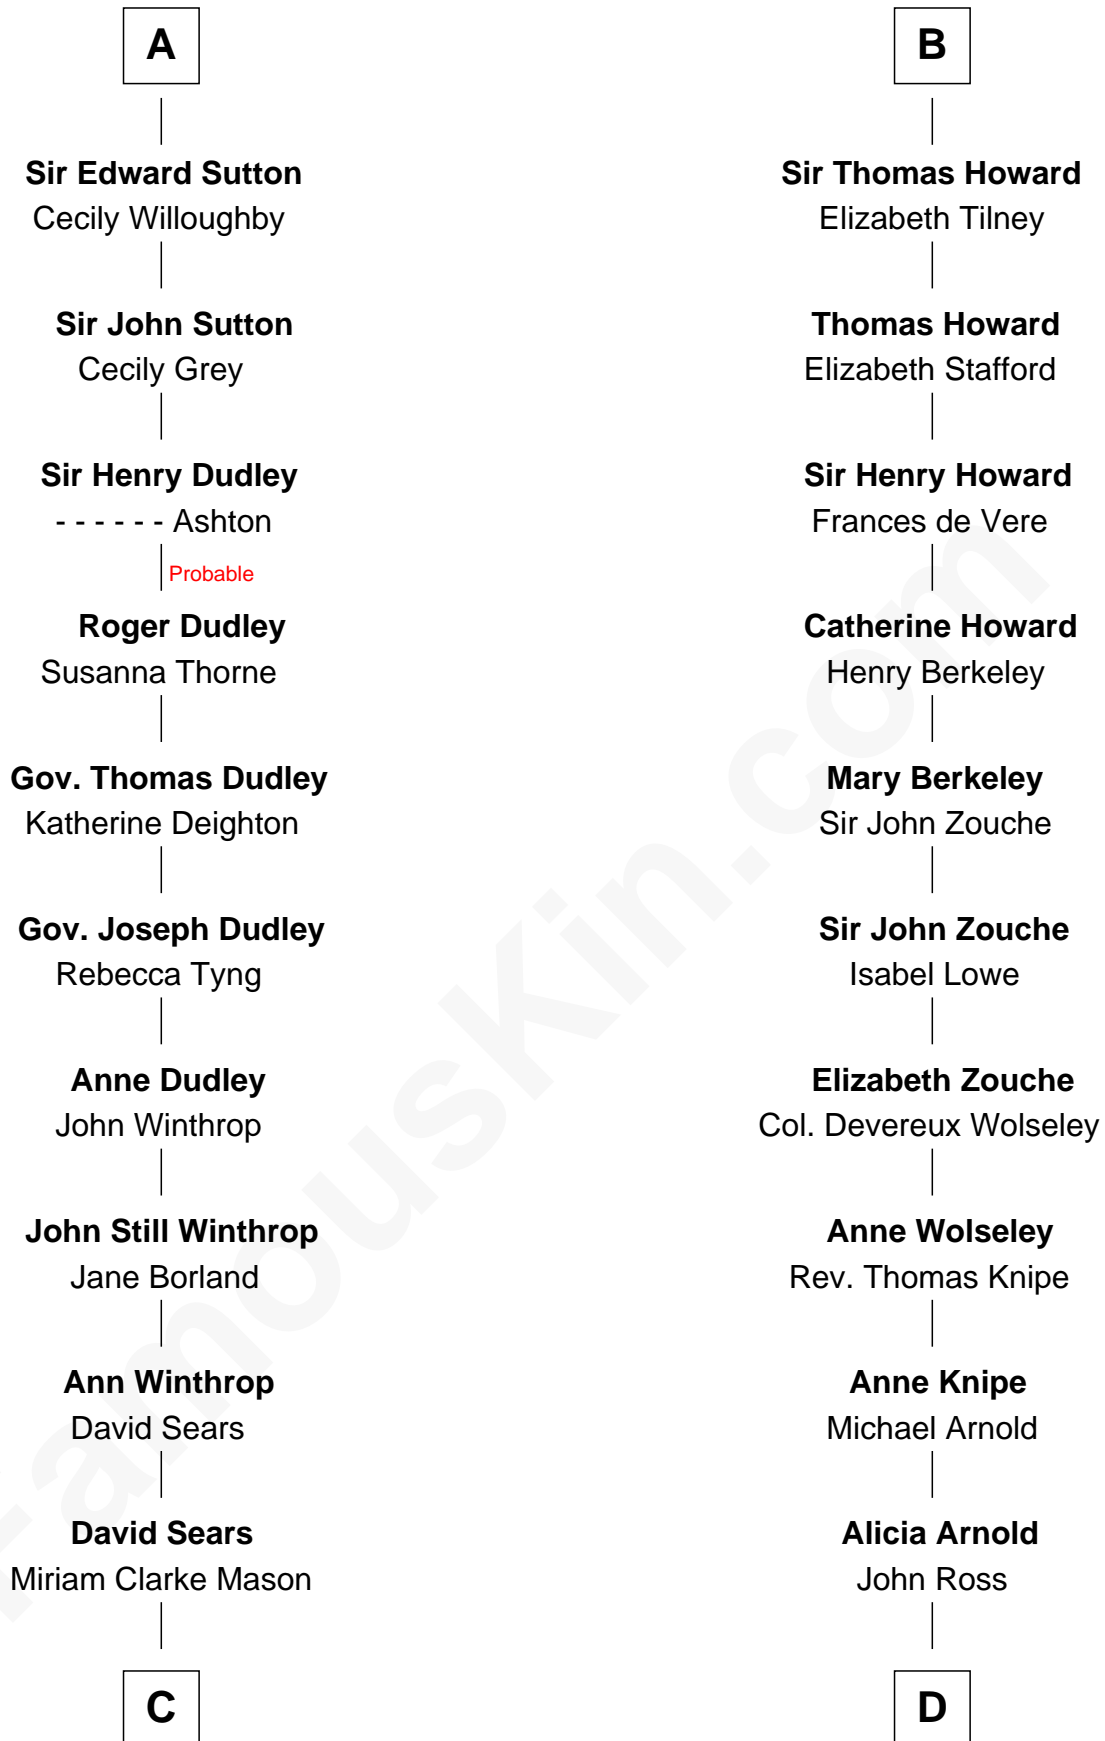 A
Sir Edward Sutton
Cecily Willoughby
Sir John Sutton
Cecily Grey
Sir Henry Dudley
- - - - - - Ashton
Probable
Roger Dudley
Susanna Thorne
Gov. Thomas Dudley
Katherine Deighton
Gov. Joseph Dudley
Rebecca Tyng
Anne Dudley
John Winthrop
John Still Winthrop
Jane Borland
Ann Winthrop
David Sears
David Sears
Miriam Clarke Mason
C
B
Sir Thomas Howard
Elizabeth Tilney
Thomas Howard
Elizabeth Stafford
Sir Henry Howard
Frances de Vere
Catherine Howard
Henry Berkeley
Mary Berkeley
Sir John Zouche
Sir John Zouche
Isabel Lowe
Elizabeth Zouche
Col. Devereux Wolseley
Anne Wolseley
Rev. Thomas Knipe
Anne Knipe
Michael Arnold
Alicia Arnold
John Ross
D
FamousKin.com